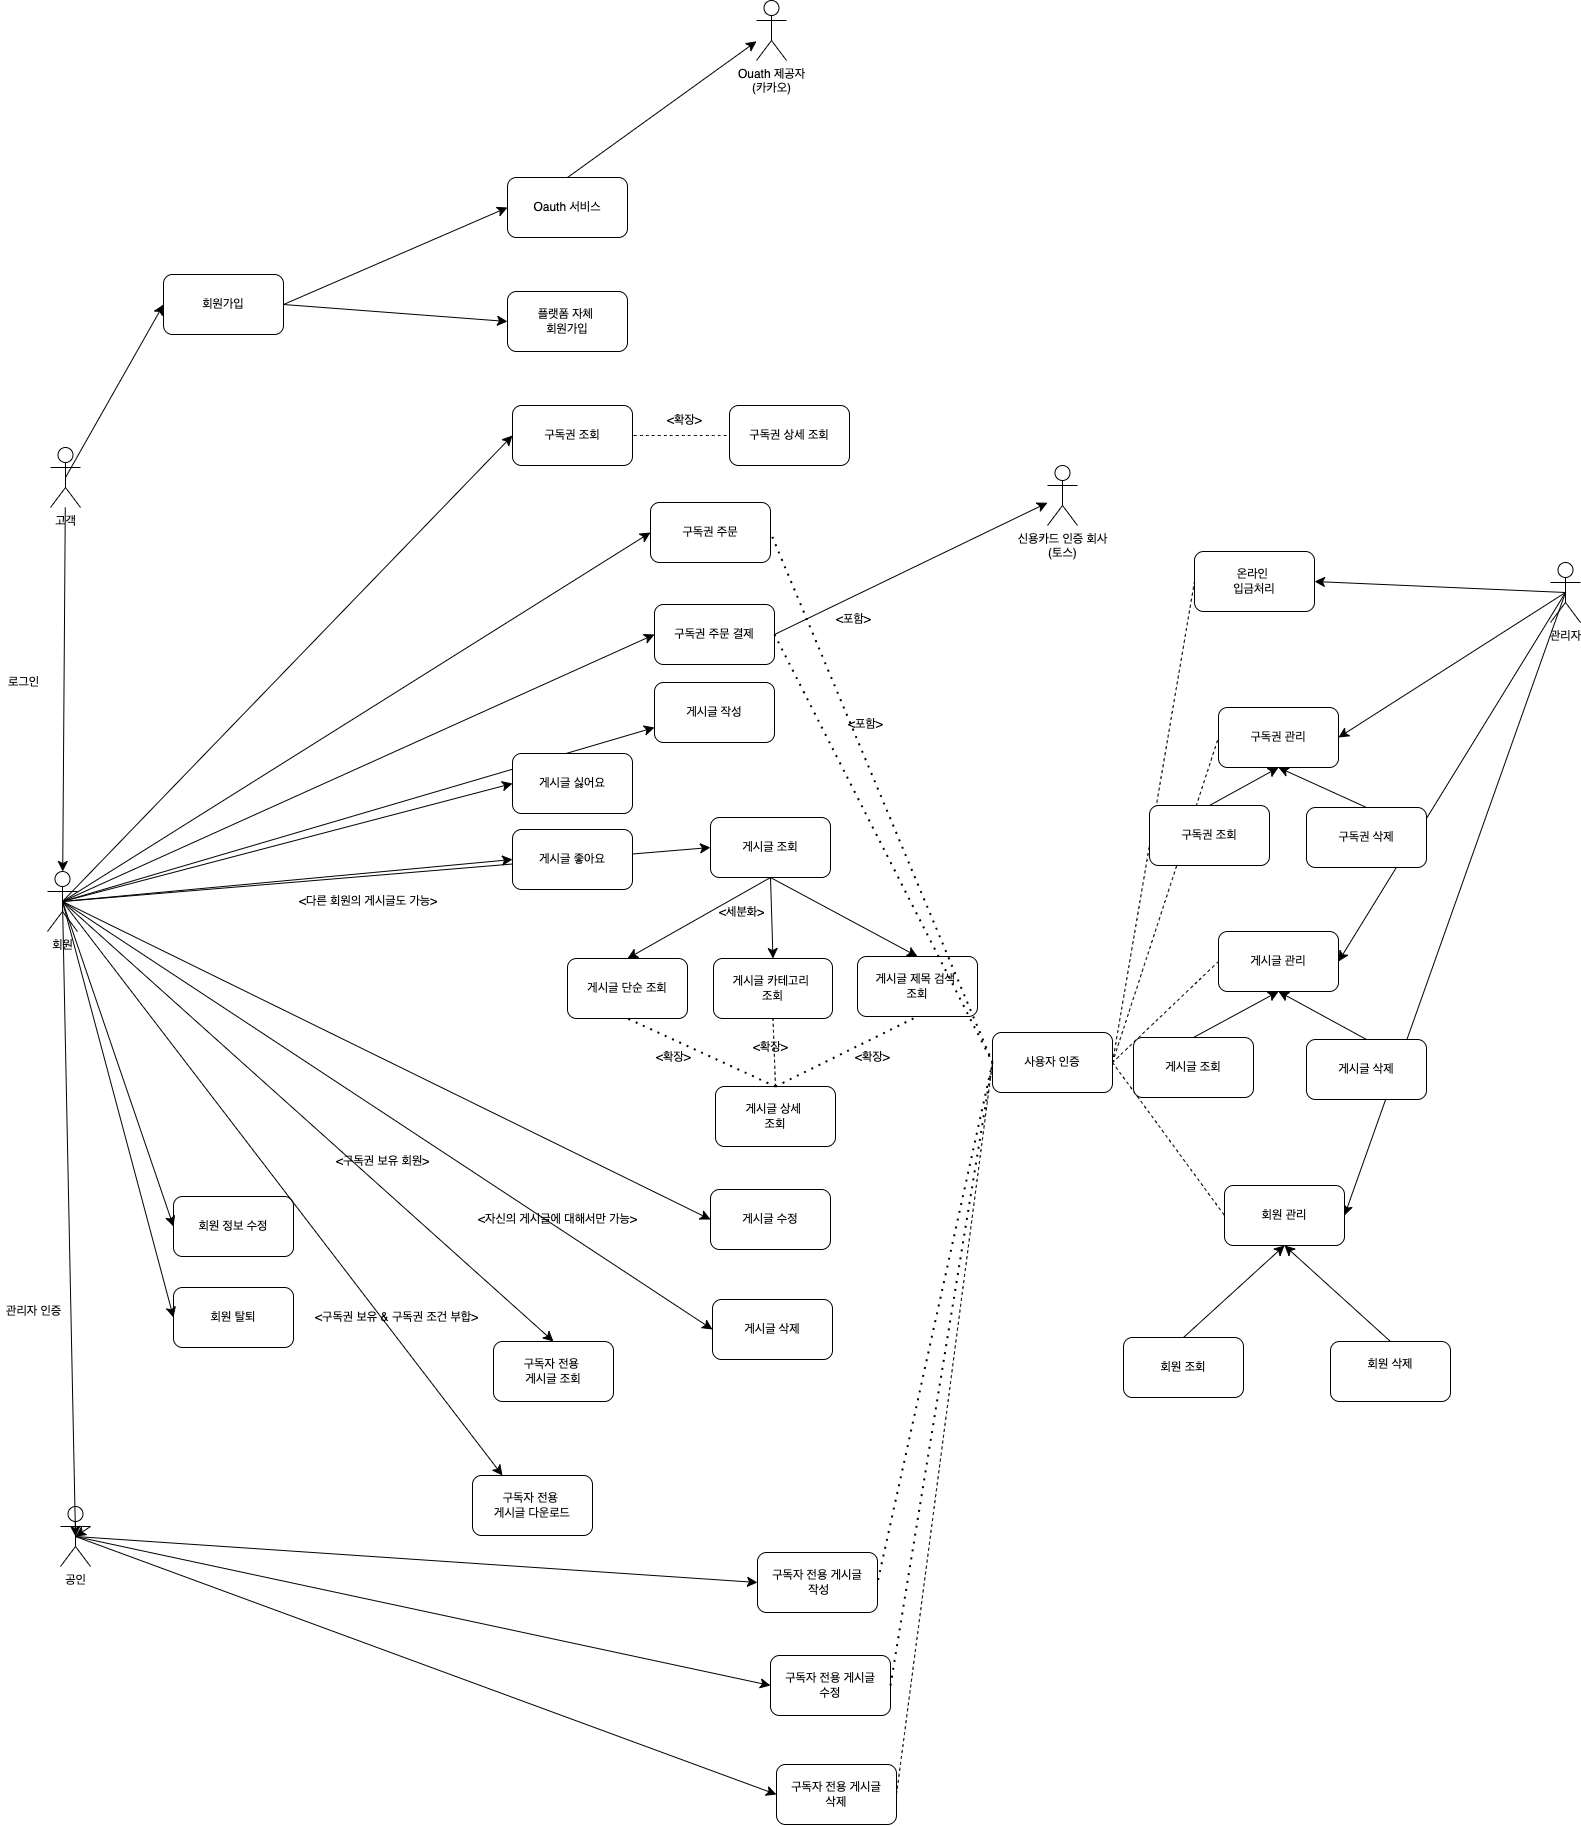 Ouath 제공자
(카카오)
Oauth 서비스
회원가입
플랫폼 자체
회원가입
구독권 조회
<확장>
구독권 상세 조회
고객
구독권 주문
신용카드 인증 회사
(토스)
온라인
입금처리
관리자
구독권 주문 결제
<포함>
로그인
게시글 작성
<포함>
구독권 관리
게시글 싫어요
구독권 조회
구독권 삭제
게시글 좋아요
게시글 조회
<다른 회원의 게시글도 가능>
<세분화>
회원
게시글 관리
게시글 단순 조회
게시글 카테고리
조회
게시글 제목 검색
조회
<확장>
<확장>
<확장>
사용자 인증
게시글 조회
게시글 삭제
게시글 상세
조회
<구독권 보유 회원>
회원 정보 수정
<자신의 게시글에 대해서만 가능>
게시글 수정
회원 관리
관리자 인증
회원 탈퇴
<구독권 보유 & 구독권 조건 부합>
게시글 삭제
구독자 전용
게시글 조회
회원 조회
회원 삭제
구독자 전용
게시글 다운로드
공인
구독자 전용 게시글
작성
구독자 전용 게시글
수정
구독자 전용 게시글
삭제